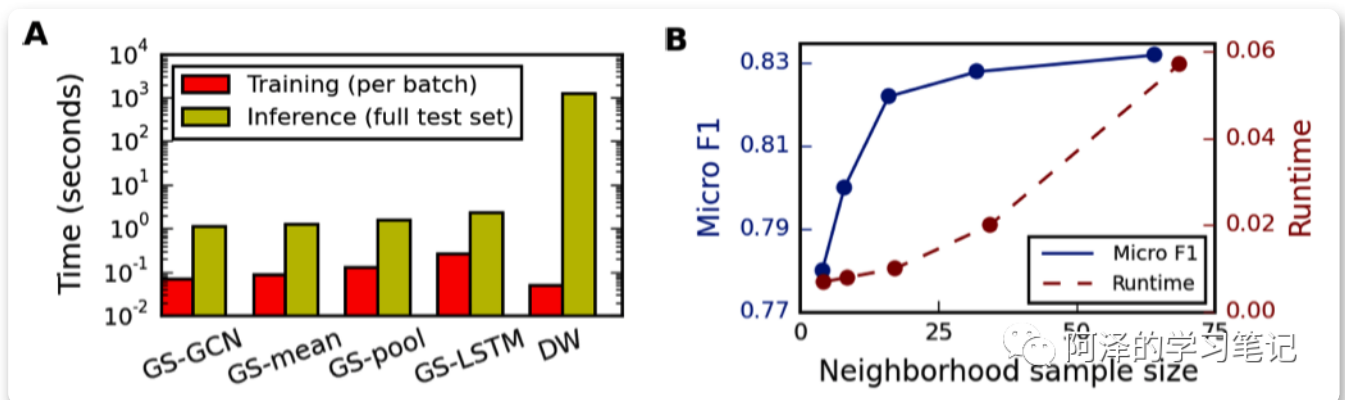 A
Time (seconds)
10^4
10^3
10^2
10^1
10^0
10^-1
10^-2
Training (per batch)
Inference (full test set)
GS-GCN
GS-mean
GS-pool
GS-LSTM
DW
B
Micro F1
0.83
0.81
0.79
0.77
0.06
0.04
0.02
0.00
Runtime
Micro F1
Runtime
0
25
50
75
Neighborhood sample size
阿泽的学习笔记